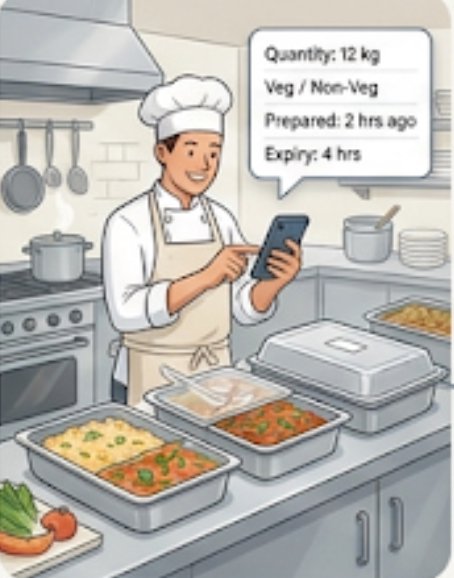 Quantity: 12 kg
Veg / Non-Veg
Prepared: 2 hrs ago
Expiry: 4 hrs